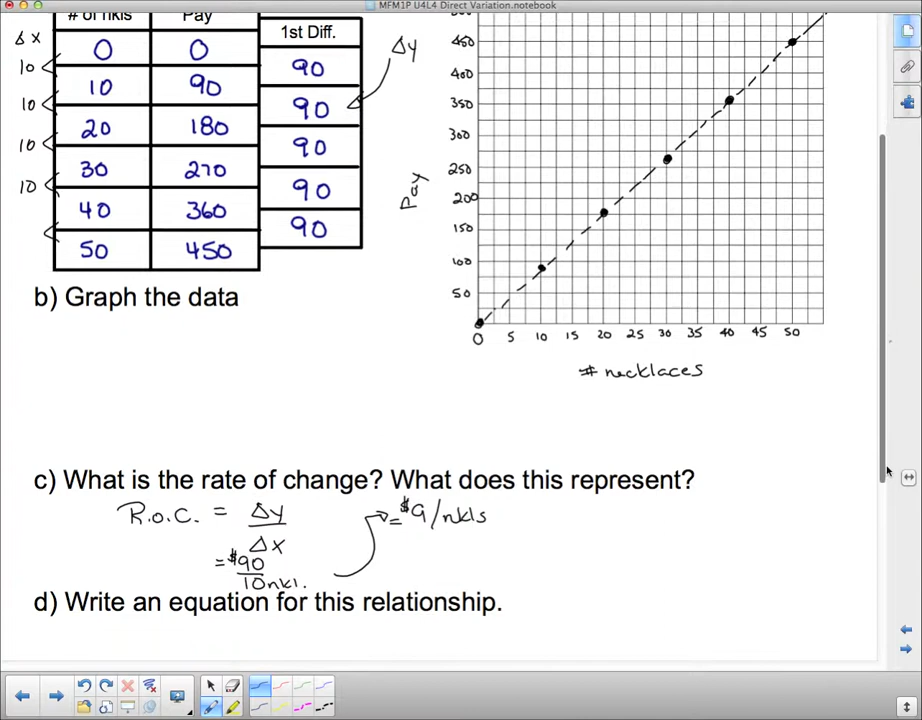 MFM1P U4L4 Direct Variation.notebook
# of nkls Pay 1st Diff.
Δx Δy
0 0
10 90
10 90
10 90
20 180
10 90
30 270
10 90
40 360
90
50 450
450
400
350
300
250
200
150
100
50
0 5 10 15 20 25 30 35 40 45 50
Pay
# necklaces
b) Graph the data
c) What is the rate of change? What does this represent?
R.o.C. = Δy
Δx
= $90
10nkl.
= $9/nkls
d) Write an equation for this relationship.